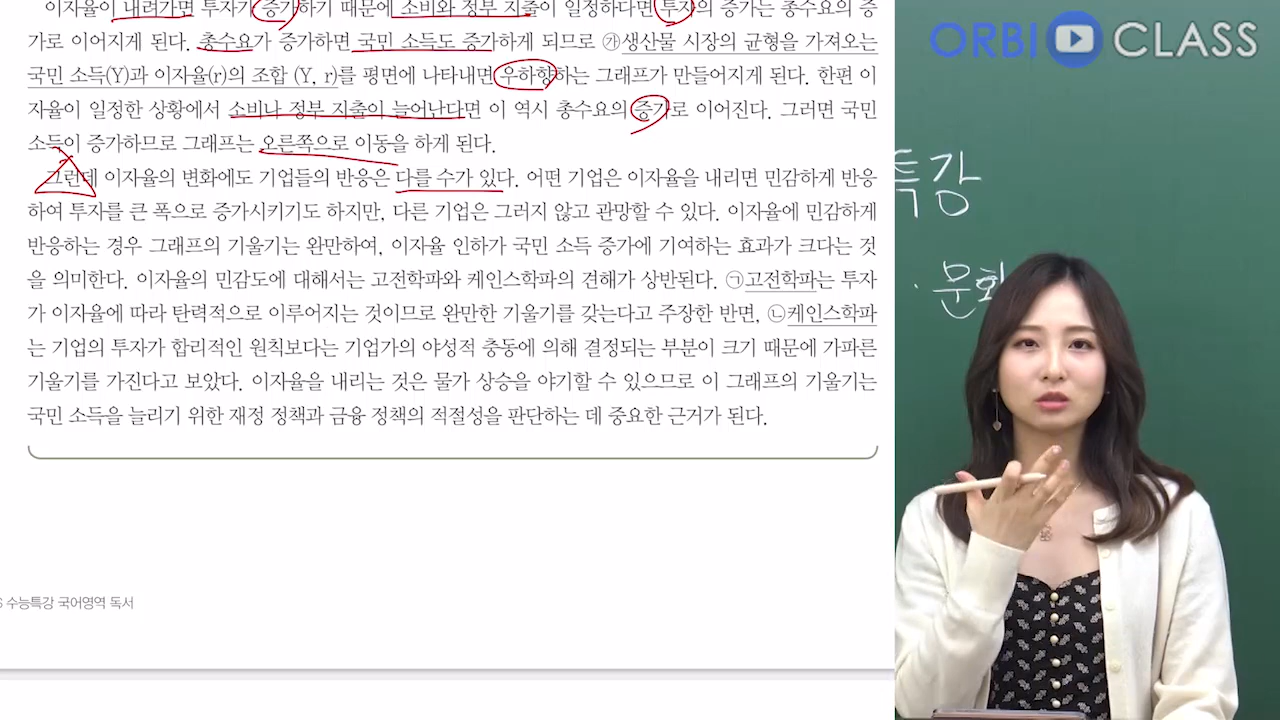 이자율이 내려가면 투자가 증가하기 때문에 소비와 정부 지출이 일정하다면 투자의 증가는 총수요의 증
가로 이어지게 된다. 총수요가 증가하면 국민 소득도 증가하게 되므로 ㉮생산물 시장의 균형을 가져오는
국민 소득(Y)과 이자율(r)의 조합 (Y, r)를 평면에 나타내면 우하향하는 그래프가 만들어지게 된다. 한편 이
자율이 일정한 상황에서 소비나 정부 지출이 늘어난다면 이 역시 총수요의 증가로 이어진다. 그러면 국민
소득이 증가하므로 그래프는 오른쪽으로 이동을 하게 된다.
그런데 이자율의 변화에도 기업들의 반응은 다를 수가 있다. 어떤 기업은 이자율을 내리면 민감하게 반응
하여 투자를 큰 폭으로 증가시키기도 하지만, 다른 기업은 그러지 않고 관망할 수 있다. 이자율에 민감하게
반응하는 경우 그래프의 기울기는 완만하여, 이자율 인하가 국민 소득 증가에 기여하는 효과가 크다는 것
을 의미한다. 이자율의 민감도에 대해서는 고전학파와 케인스학파의 견해가 상반된다. ㉠고전학파는 투자
가 이자율에 따라 탄력적으로 이루어지는 것이므로 완만한 기울기를 갖는다고 주장한 반면, ㉡케인스학파
는 기업의 투자가 합리적인 원칙보다는 기업가의 야성적 충동에 의해 결정되는 부분이 크기 때문에 가파른
기울기를 가진다고 보았다. 이자율을 내리는 것은 물가 상승을 야기할 수 있으므로 이 그래프의 기울기는
국민 소득을 늘리기 위한 재정 정책과 금융 정책의 적절성을 판단하는 데 중요한 근거가 된다.
수능특강 국어영역 독서
ORBI CLASS
특강
· 문화